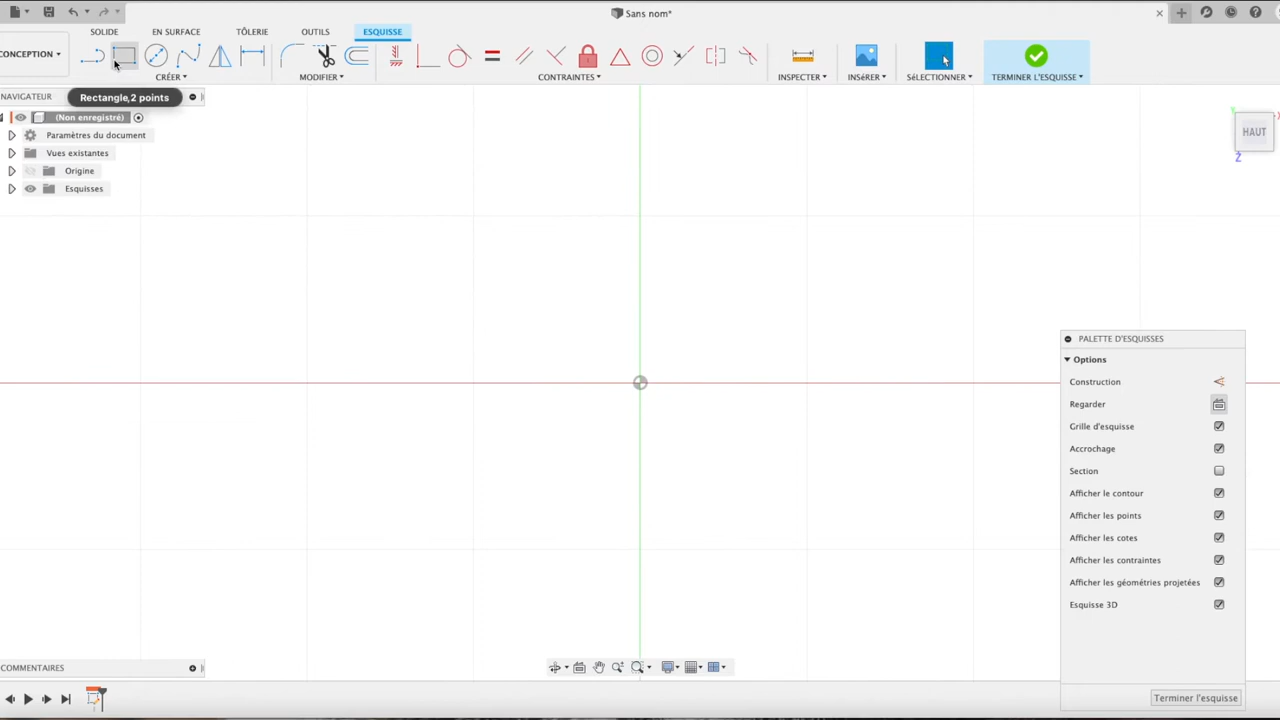 Sans nom*
SOLIDE EN SURFACE TÔLERIE OUTILS ESQUISSE
CONCEPTION
CRÉER MODIFIER CONTRAINTES INSPECTER INSÉRER SÉLECTIONNER TERMINER L'ESQUISSE
NAVIGATEUR
Rectangle,2 points
(Non enregistré)
Paramètres du document
Vues existantes
Origine
Esquisses
HAUT
Z
PALETTE D'ESQUISSES
Options
Construction
Regarder
Grille d'esquisse
Accrochage
Section
Afficher le contour
Afficher les points
Afficher les cotes
Afficher les contraintes
Afficher les géométries projetées
Esquisse 3D
COMMENTAIRES
Terminer l'esquisse